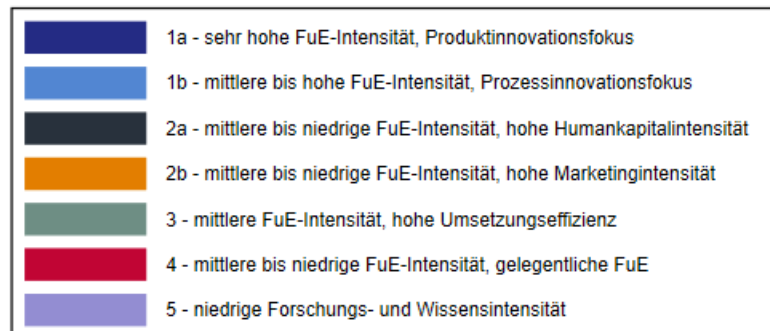 1a - sehr hohe FuE-Intensität, Produktinnovationsfokus
1b - mittlere bis hohe FuE-Intensität, Prozessinnovationsfokus
2a - mittlere bis niedrige FuE-Intensität, hohe Humankapitalintensität
2b - mittlere bis niedrige FuE-Intensität, hohe Marketingintensität
3 - mittlere FuE-Intensität, hohe Umsetzungseffizienz
4 - mittlere bis niedrige FuE-Intensität, gelegentliche FuE
5 - niedrige Forschungs- und Wissensintensität